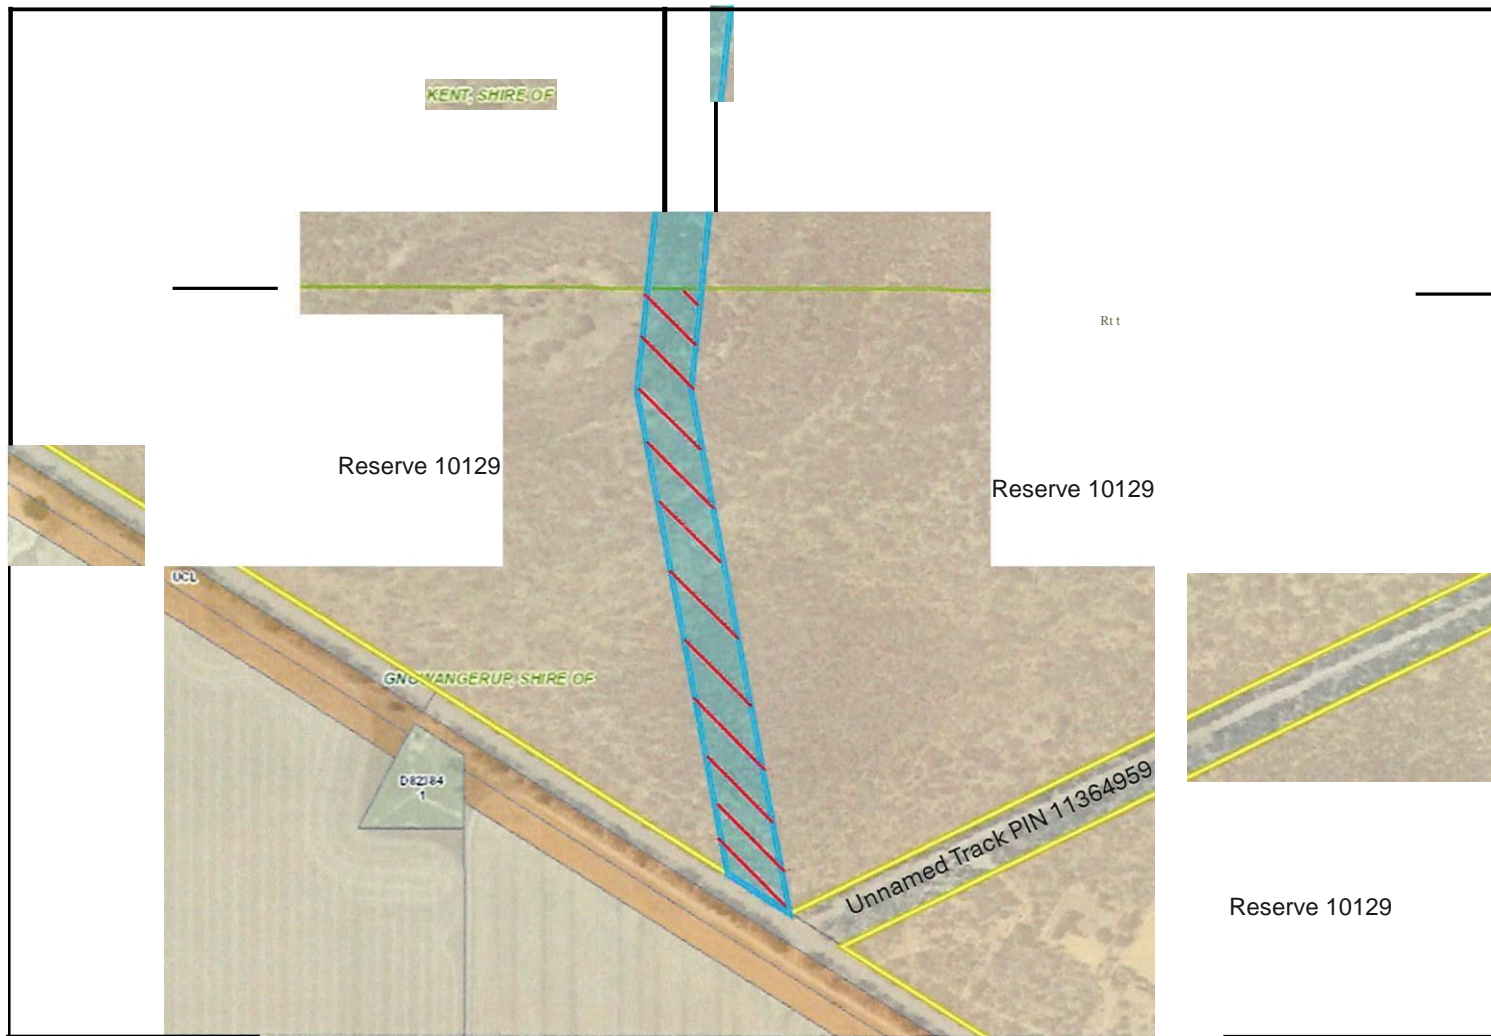 KENT, SHIRE OF
Rt t
Reserve 10129
Reserve 10129
UCL
GNOWANGERUP, SHIRE OF
D82384
1
Unnamed Track PIN 11364959
Reserve 10129